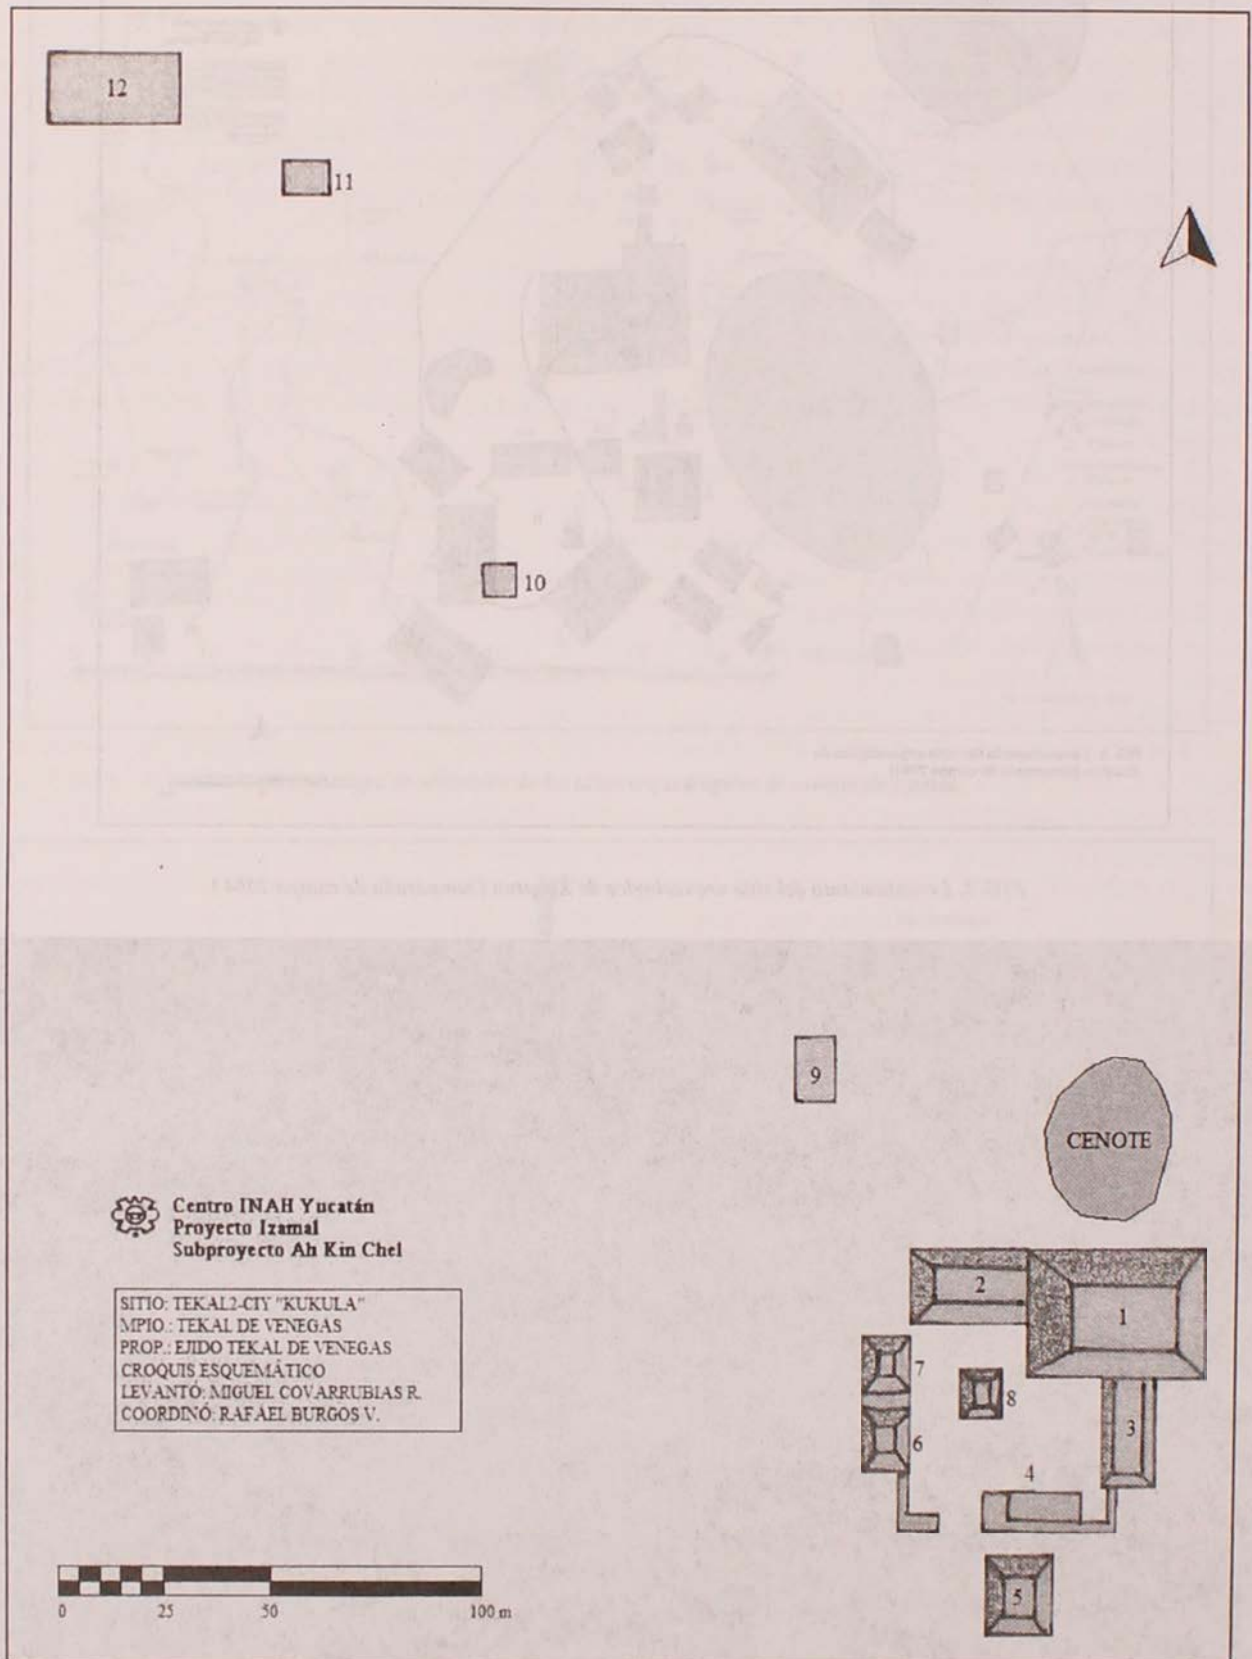 12
11
10
9
CENOTE
Centro INAH Yucatán
Proyecto Izamal
Subproyecto Ah Kin Chel
2
1
SITIO: TEKAL2-CIY "KUKULA"
MPIO.: TEKAL DE VENEGAS
PROP.: EJIDO TEKAL DE VENEGAS
CROQUIS ESQUEMÁTICO
LEVANTÓ: MIGUEL COVARRUBIAS R.
COORDINÓ: RAFAEL BURGOS V.
7
8
6
3
4
5
0 25 50 100 m